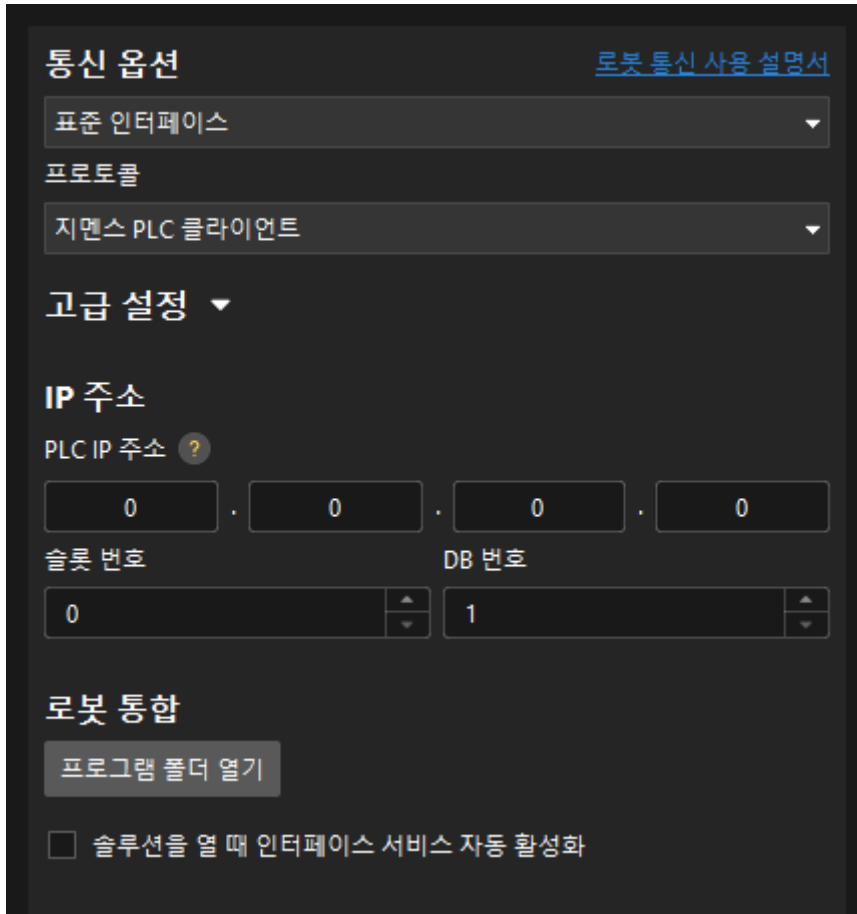 통신 옵션 로봇 통신 사용 설명서
표준 인터페이스
프로토콜
지멘스 PLC 클라이언트
고급 설정
IP 주소
PLC IP 주소 ?
0 . 0 . 0 . 0
슬롯 번호 DB 번호
0 1
로봇 통합
프로그램 폴더 열기
솔루션을 열 때 인터페이스 서비스 자동 활성화